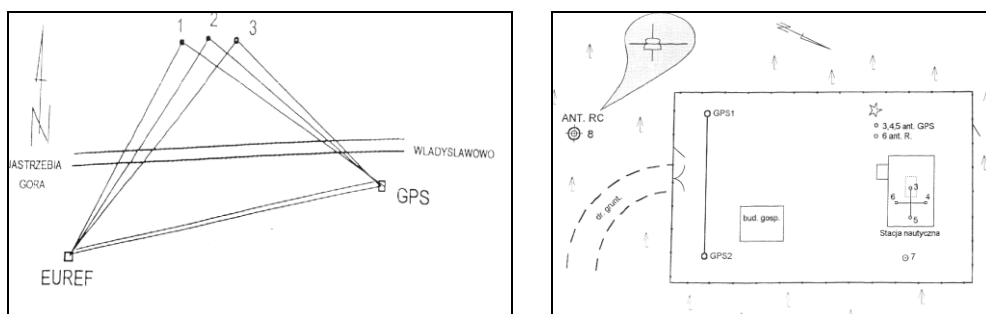 1 2 3
N
JASTRZEBIA
GORA
WLADYSLAWOWO
GPS
EUREF
N
ANT. RC
8
GPS1
3,4,5 ant. GPS
6 ant. R.
dr. grunt.
bud. gosp.
3
6 4
5
Stacja nautyczna
GPS2
7